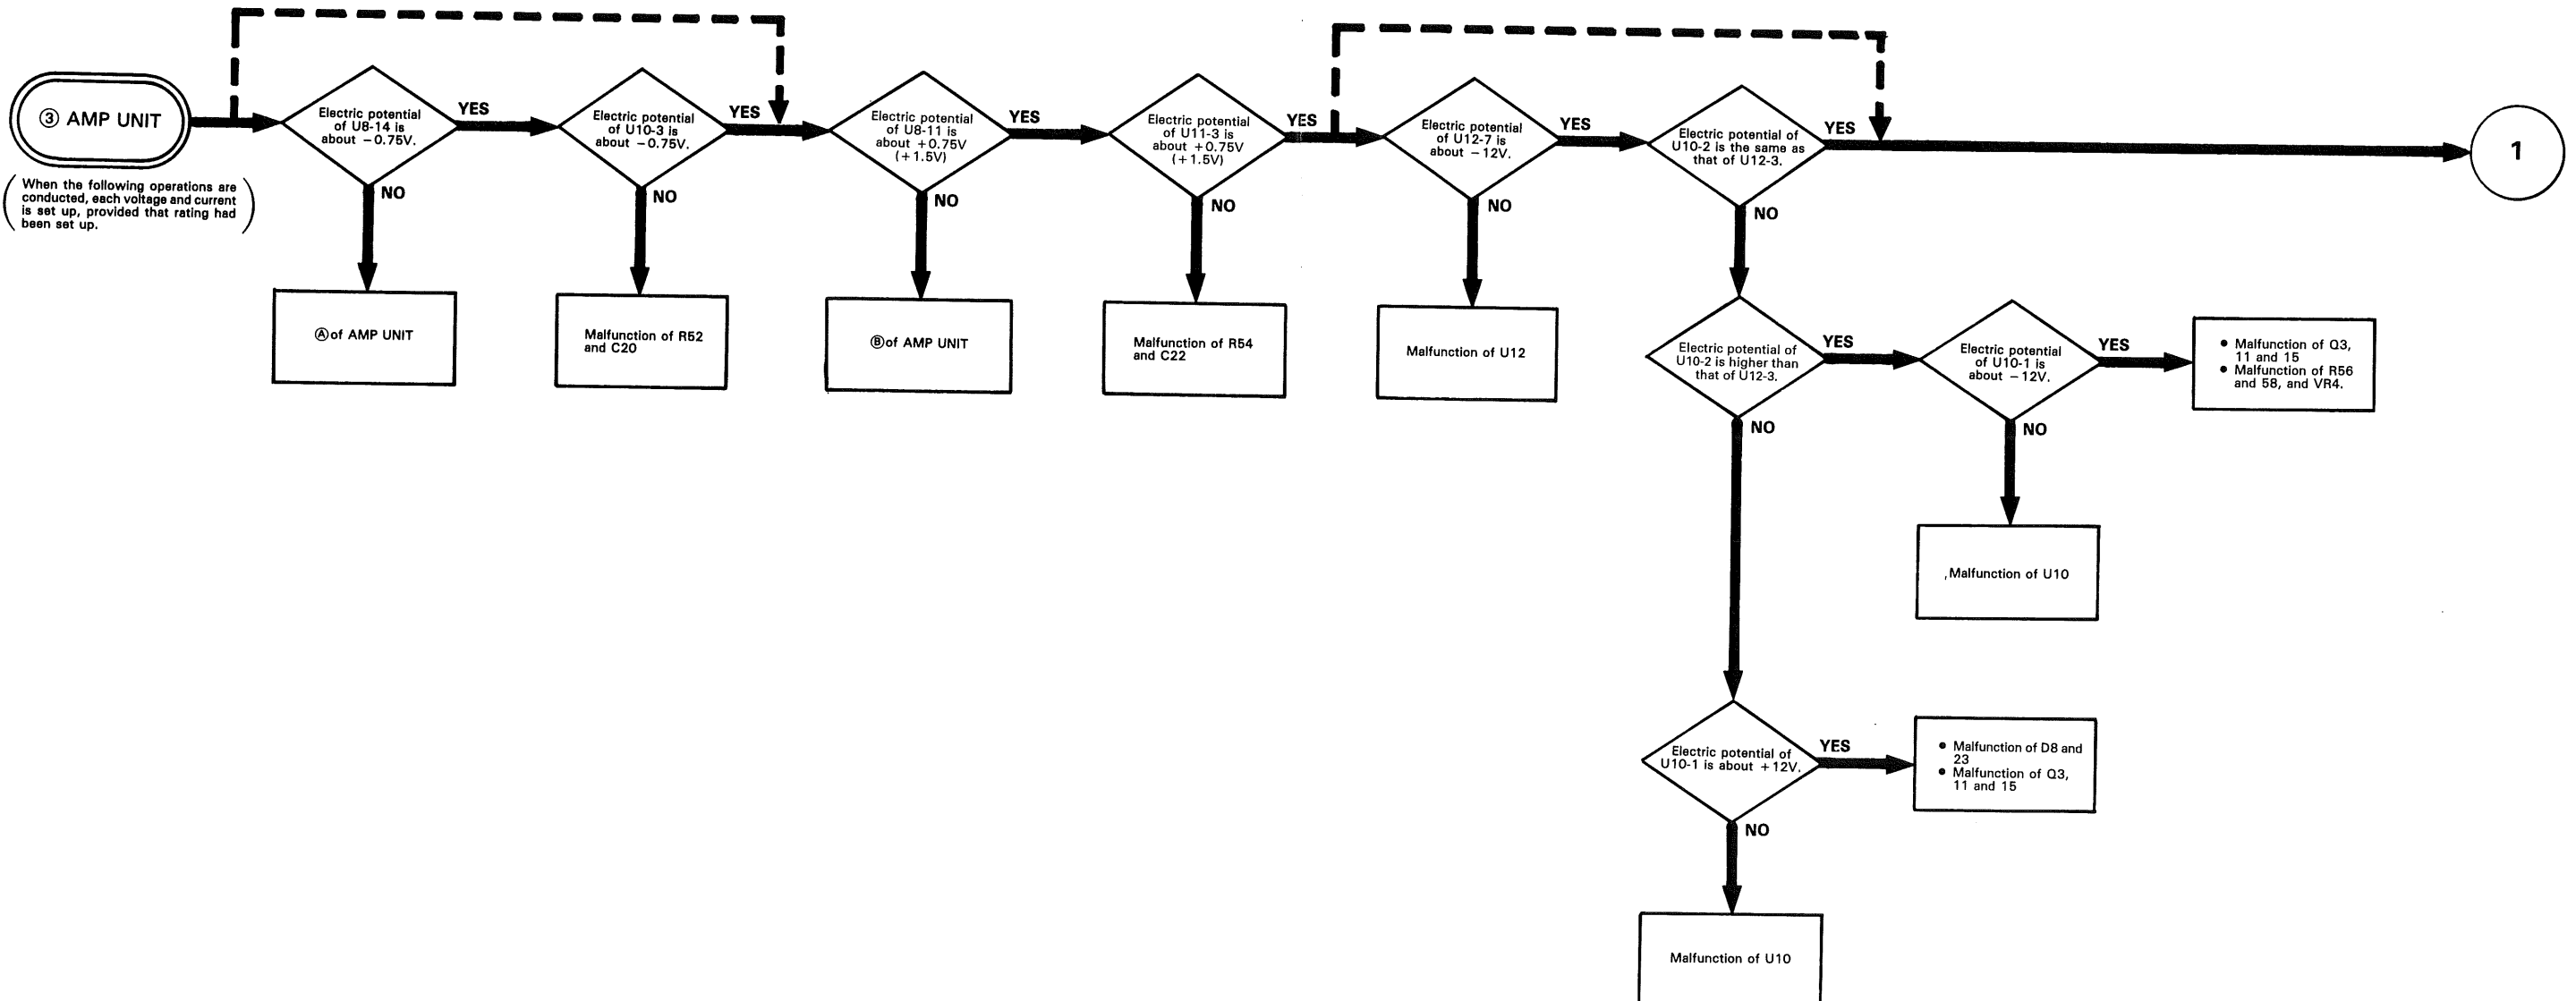 ③ AMP UNIT
When the following operations are
conducted, each voltage and current
is set up, provided that rating had
been set up.
Electric potential
of U8-14 is
about −0.75V.
YES
NO
Ⓐof AMP UNIT
Electric potential
of U10-3 is
about −0.75V.
YES
NO
Malfunction of R52
and C20
Electric potential
of U8-11 is
about +0.75V
(+1.5V)
YES
NO
Ⓑof AMP UNIT
Electric potential
of U11-3 is
about +0.75V
(+1.5V)
YES
NO
Malfunction of R54
and C22
Electric potential
of U12-7 is
about −12V.
YES
NO
Malfunction of U12
Electric potential of
U10-2 is the same as
that of U12-3.
YES
NO
1
Electric potential of
U10-2 is higher than
that of U12-3.
YES
NO
Electric potential
of U10-1 is
about −12V.
YES
NO
• Malfunction of Q3,
11 and 15
• Malfunction of R56
and 58, and VR4.
Malfunction of U10
Electric potential of
U10-1 is about +12V.
YES
NO
• Malfunction of D8 and
23
• Malfunction of Q3,
11 and 15
Malfunction of U10